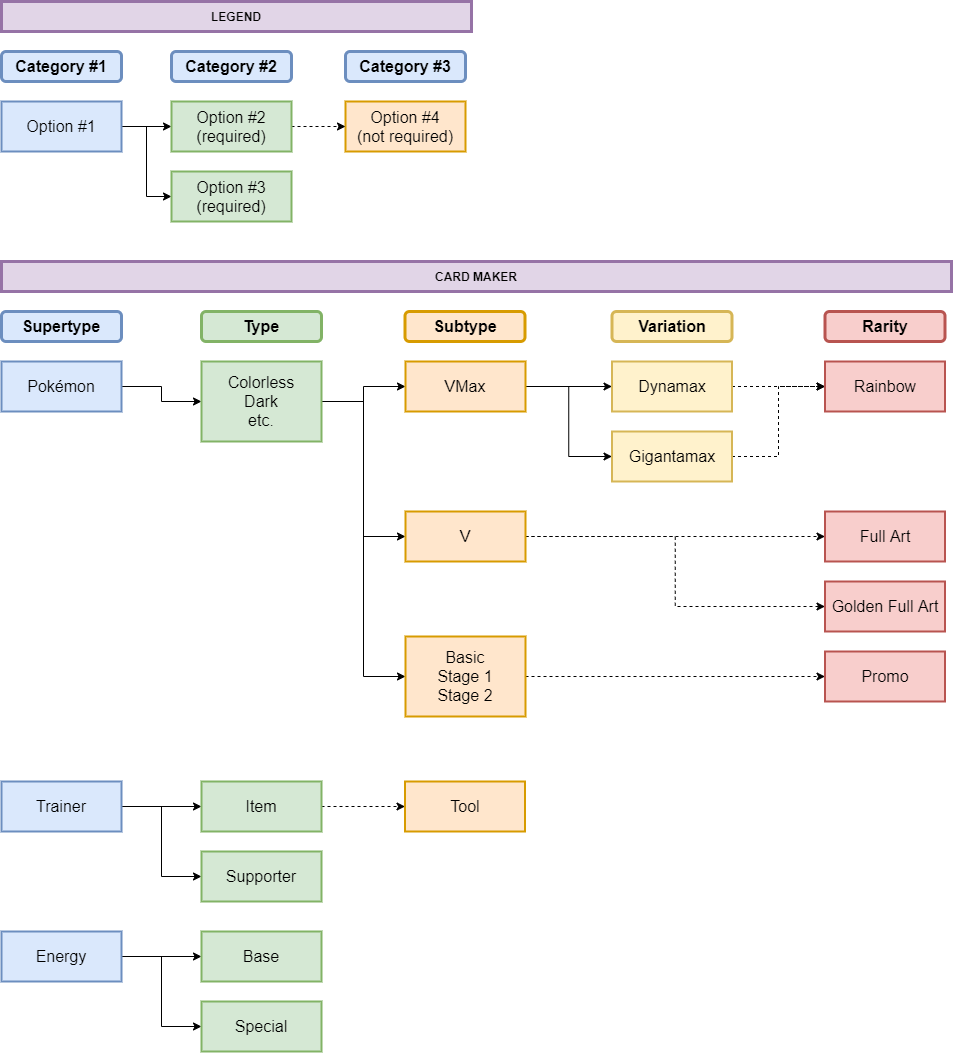 LEGEND
Category #1
Category #2
Category #3
Option #1
Option #2
(required)
Option #4
(not required)
Option #3
(required)
CARD MAKER
Supertype
Type
Subtype
Variation
Rarity
Pokémon
Colorless
Dark
etc.
VMax
Dynamax
Rainbow
Gigantamax
V
Full Art
Golden Full Art
Basic
Stage 1
Stage 2
Promo
Trainer
Item
Tool
Supporter
Energy
Base
Special